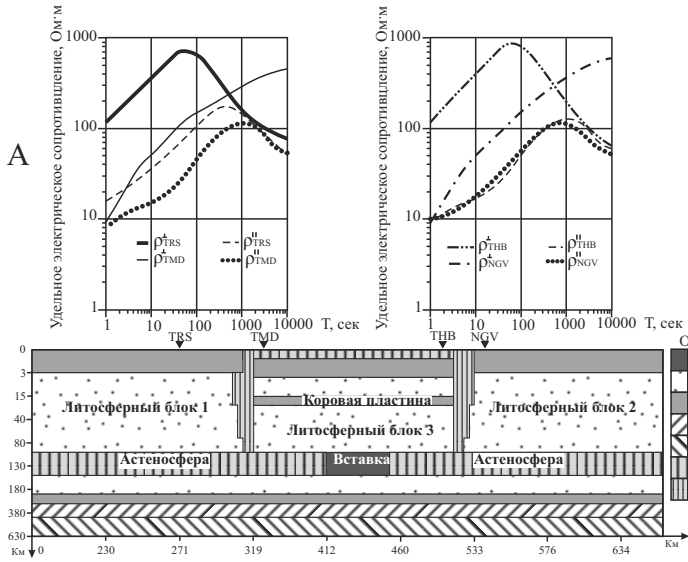 А
Удельное электрическое сопротивцление, Ом·м
1000
100
10
1
ρ⊥TRS
ρ||TRS
ρ⊥TMD
ρ||TMD
1 10 100 1000 10000 T, сек
Удельное электрическое сопротивление, Ом·м
1000
100
10
1
ρ⊥THB
ρ||THB
ρ⊥NGV
ρ||NGV
1 10 100 1000 10000 T, сек
TRS TMD THB NGV
0
3
15
40
80
130
180
380
630
Км
Литосферный блок 1
Коровая пластина
Литосферный блок 3
Литосферный блок 2
Астеносфера
Вставка
Астеносфера
О
0 230 271 319 412 460 533 576 634 Км